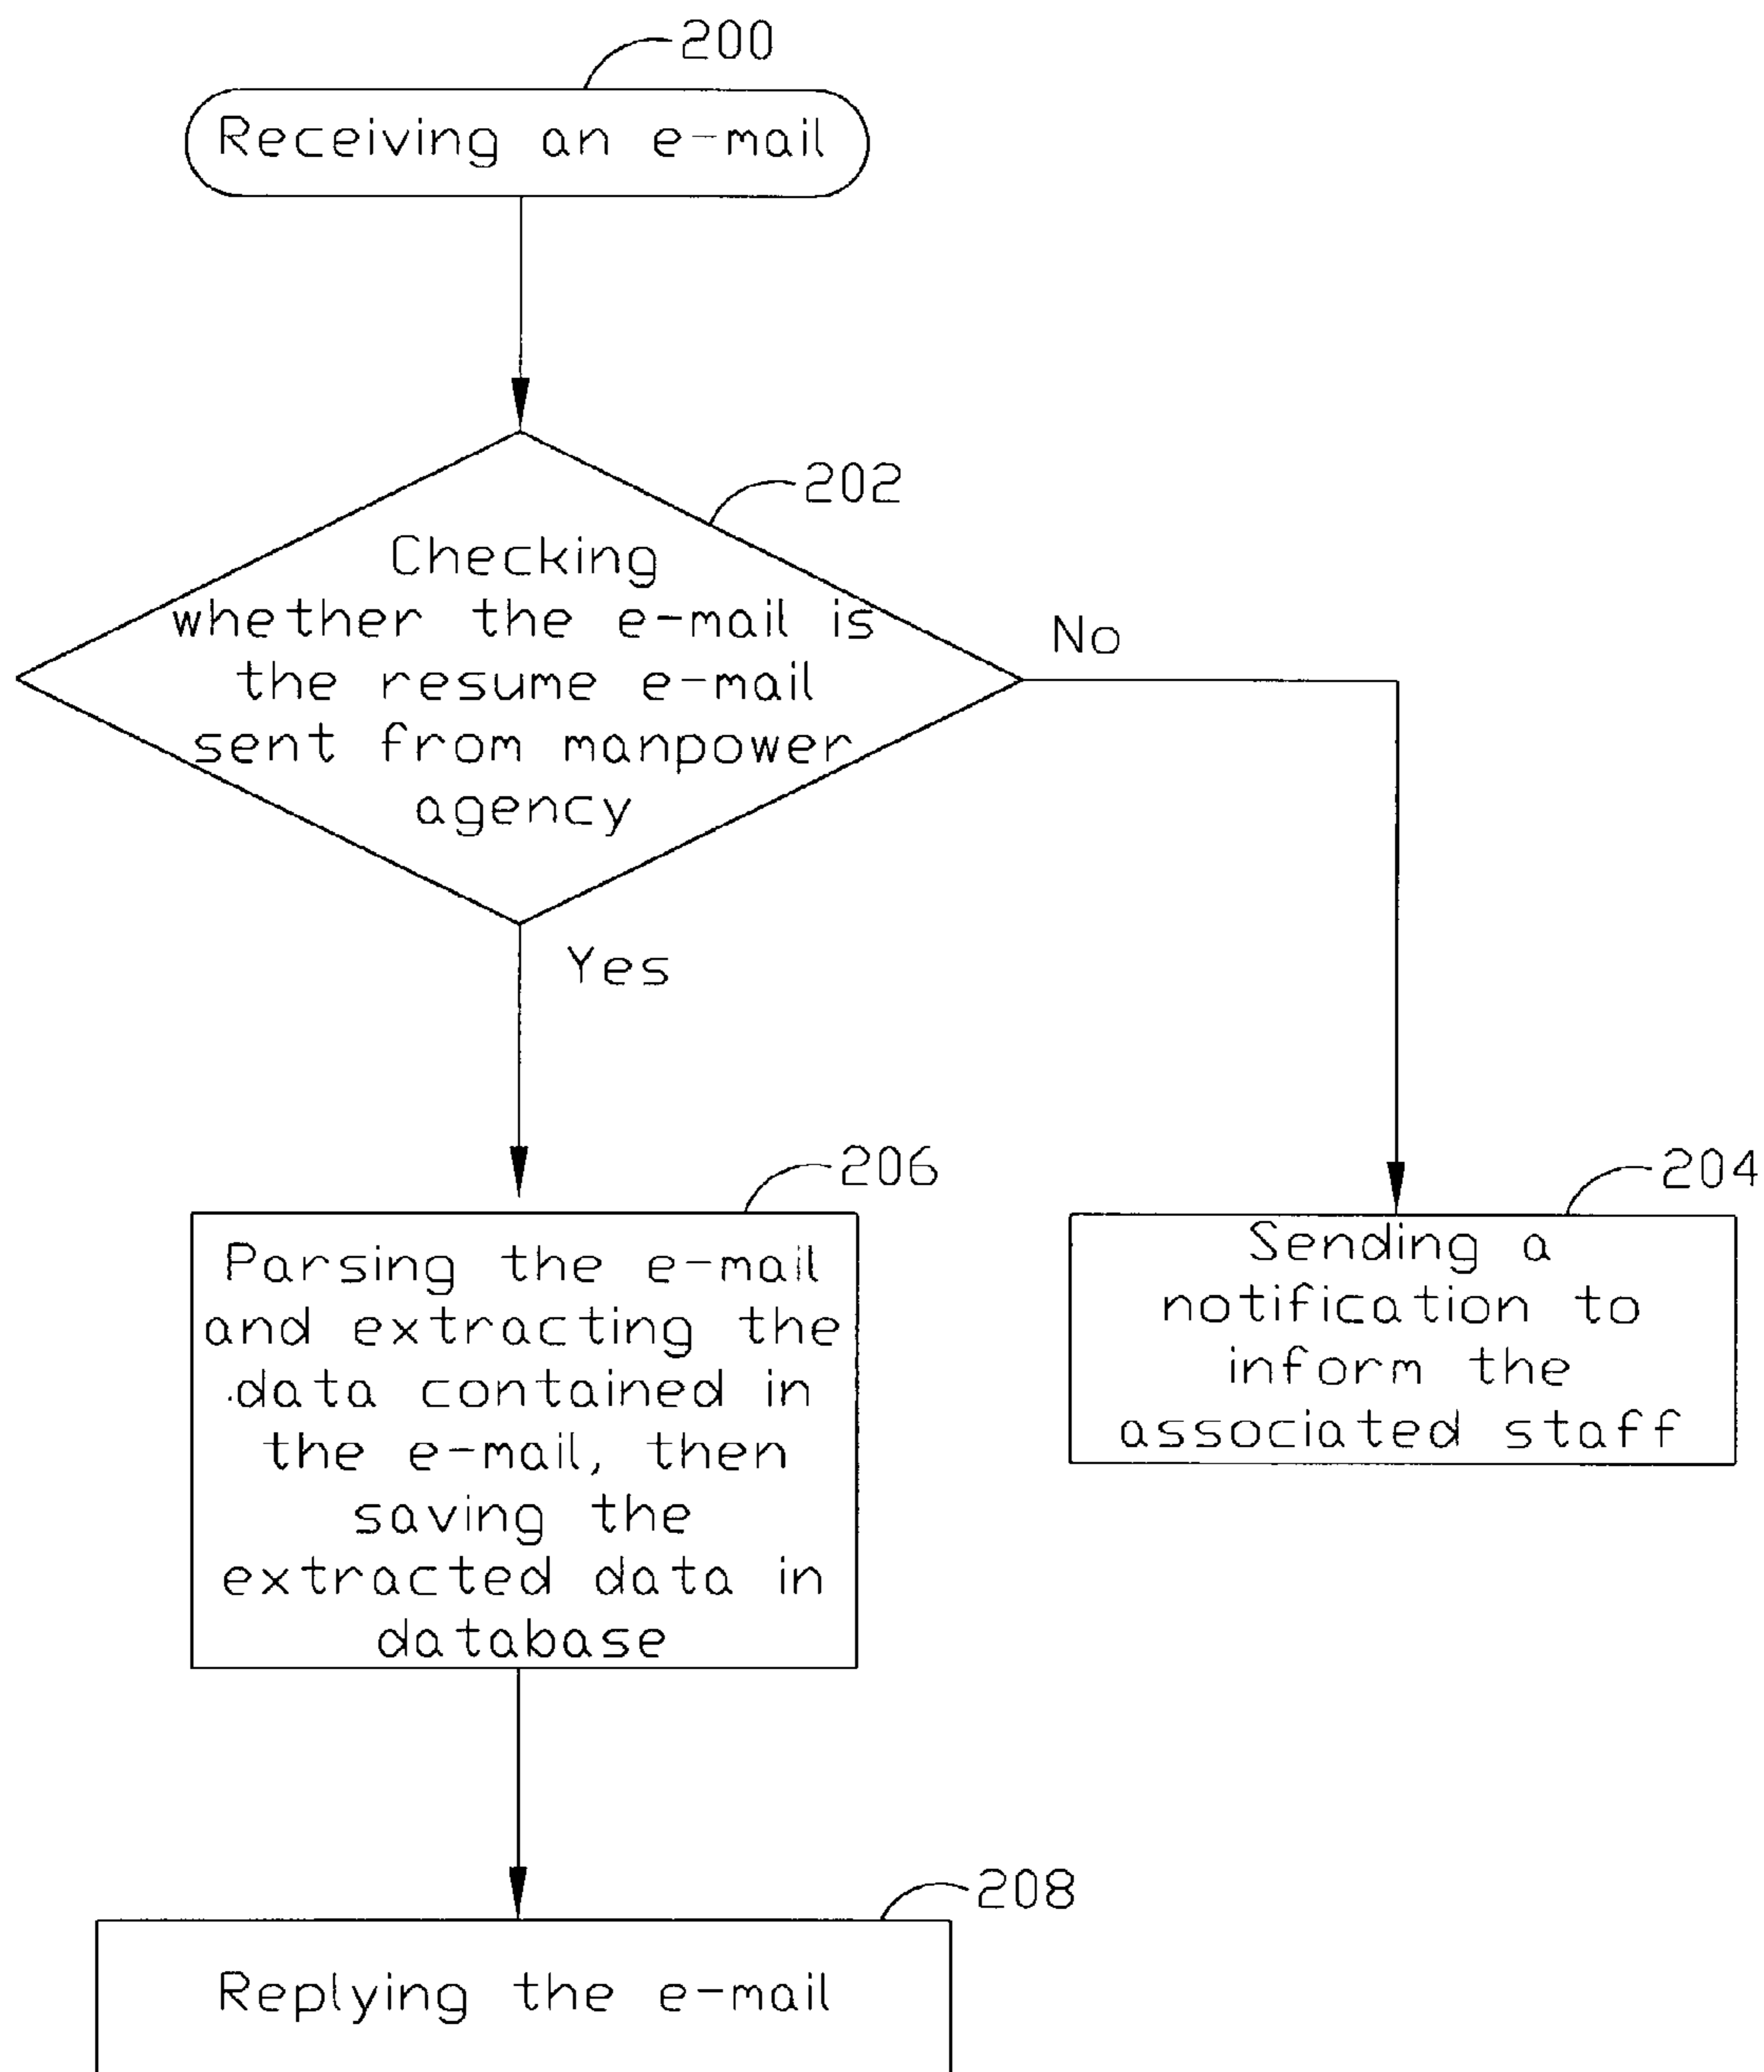 200
Receiving an e-mail
202
Checking
whether the e-mail is
the resume e-mail
sent from manpower
agency
No
Yes
206
Parsing the e-mail
and extracting the
data contained in
the e-mail, then
saving the
extracted data in
database
204
Sending a
notification to
inform the
associated staff
208
Replying the e-mail